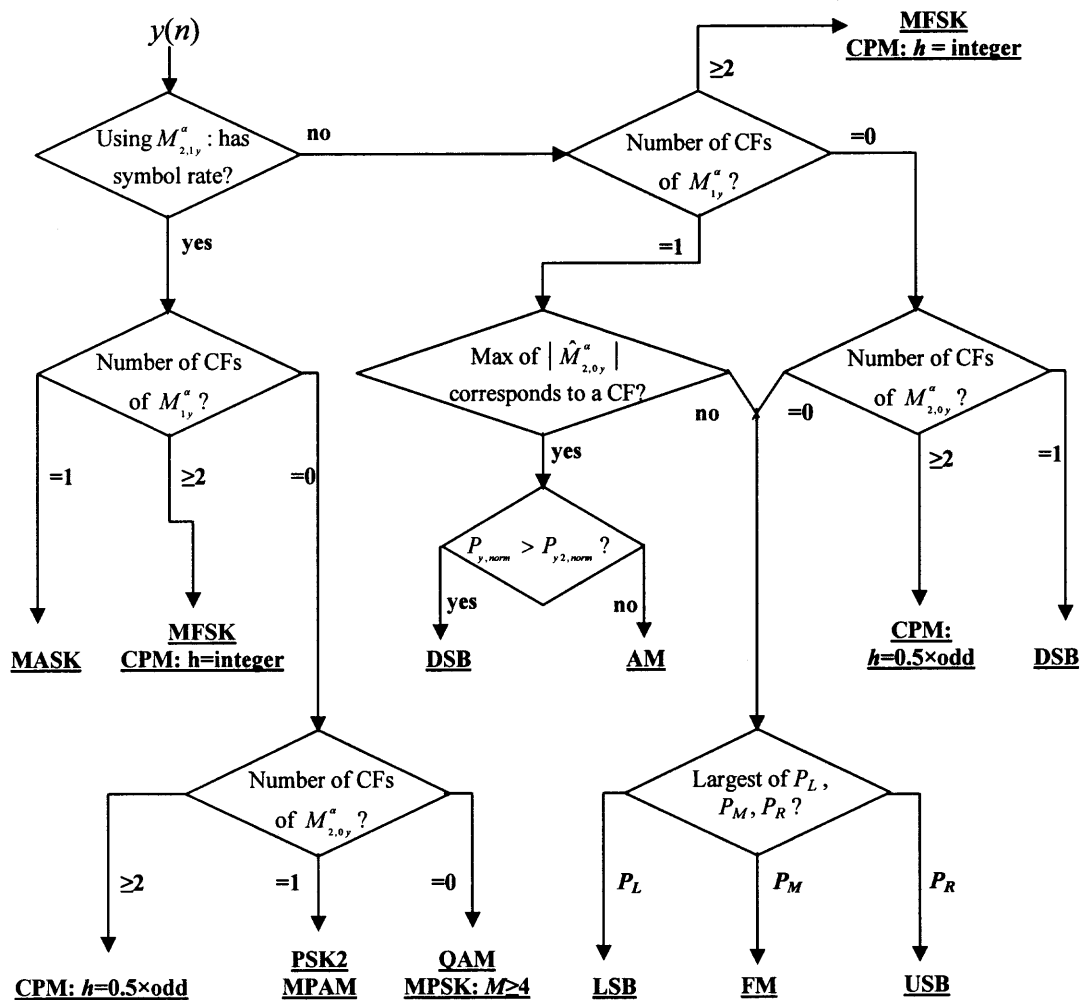 y(n)
MFSK
CPM: h = integer
≥2
Using M^α_{2,1y} : has
symbol rate?
no
Number of CFs
of M^α_{1y} ?
=0
yes
=1
Number of CFs
of M^α_{1y} ?
Max of | M̂^α_{2,0y} |
corresponds to a CF?
Number of CFs
of M^α_{2,0y} ?
no
=0
=1
≥2
=0
yes
≥2
=1
P_{y,norm} > P_{y2,norm} ?
yes
no
MASK
MFSK
CPM: h=integer
DSB
AM
CPM:
h=0.5×odd
DSB
Number of CFs
of M^α_{2,0y} ?
Largest of P_L ,
P_M, P_R ?
≥2
=1
=0
P_L
P_M
P_R
CPM: h=0.5×odd
PSK2
MPAM
QAM
MPSK: M≥4
LSB
FM
USB